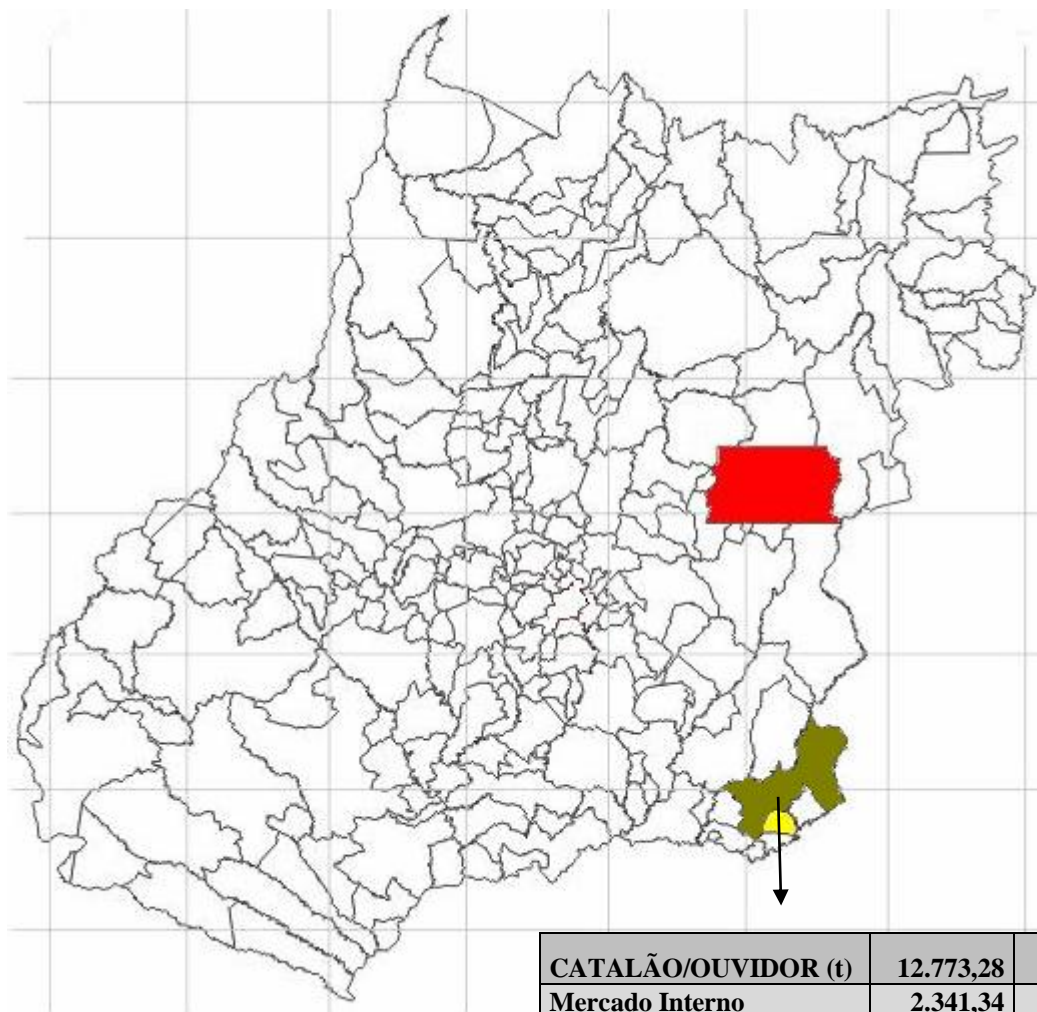 CATALÃO/OUVIDOR (t) 12.773,28
Mercado Interno 2.341,34